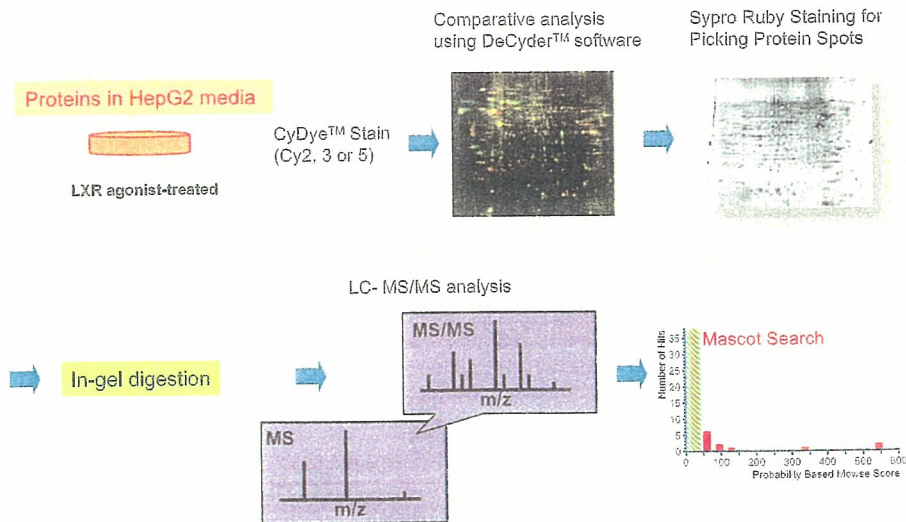 Comparative analysis
using DeCyder™ software
Sypro Ruby Staining for
Picking Protein Spots
Proteins in HepG2 media
CyDye™ Stain
(Cy2, 3 or 5)
LXR agonist-treated
LC- MS/MS analysis
In-gel digestion
MS/MS
m/z
MS
m/z
Mascot Search
Number of Hits
35
30
25
20
15
10
5
0
0 100 200 300 400 500 600
Probability Based Mowse Score